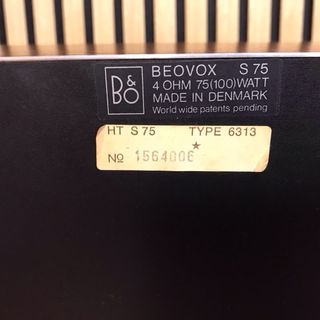 B&O
BEOVOX S 75
4 OHM 75(100)WATT
MADE IN DENMARK
World wide patents pending
HT S 75 TYPE 6313
No 1564006 ★